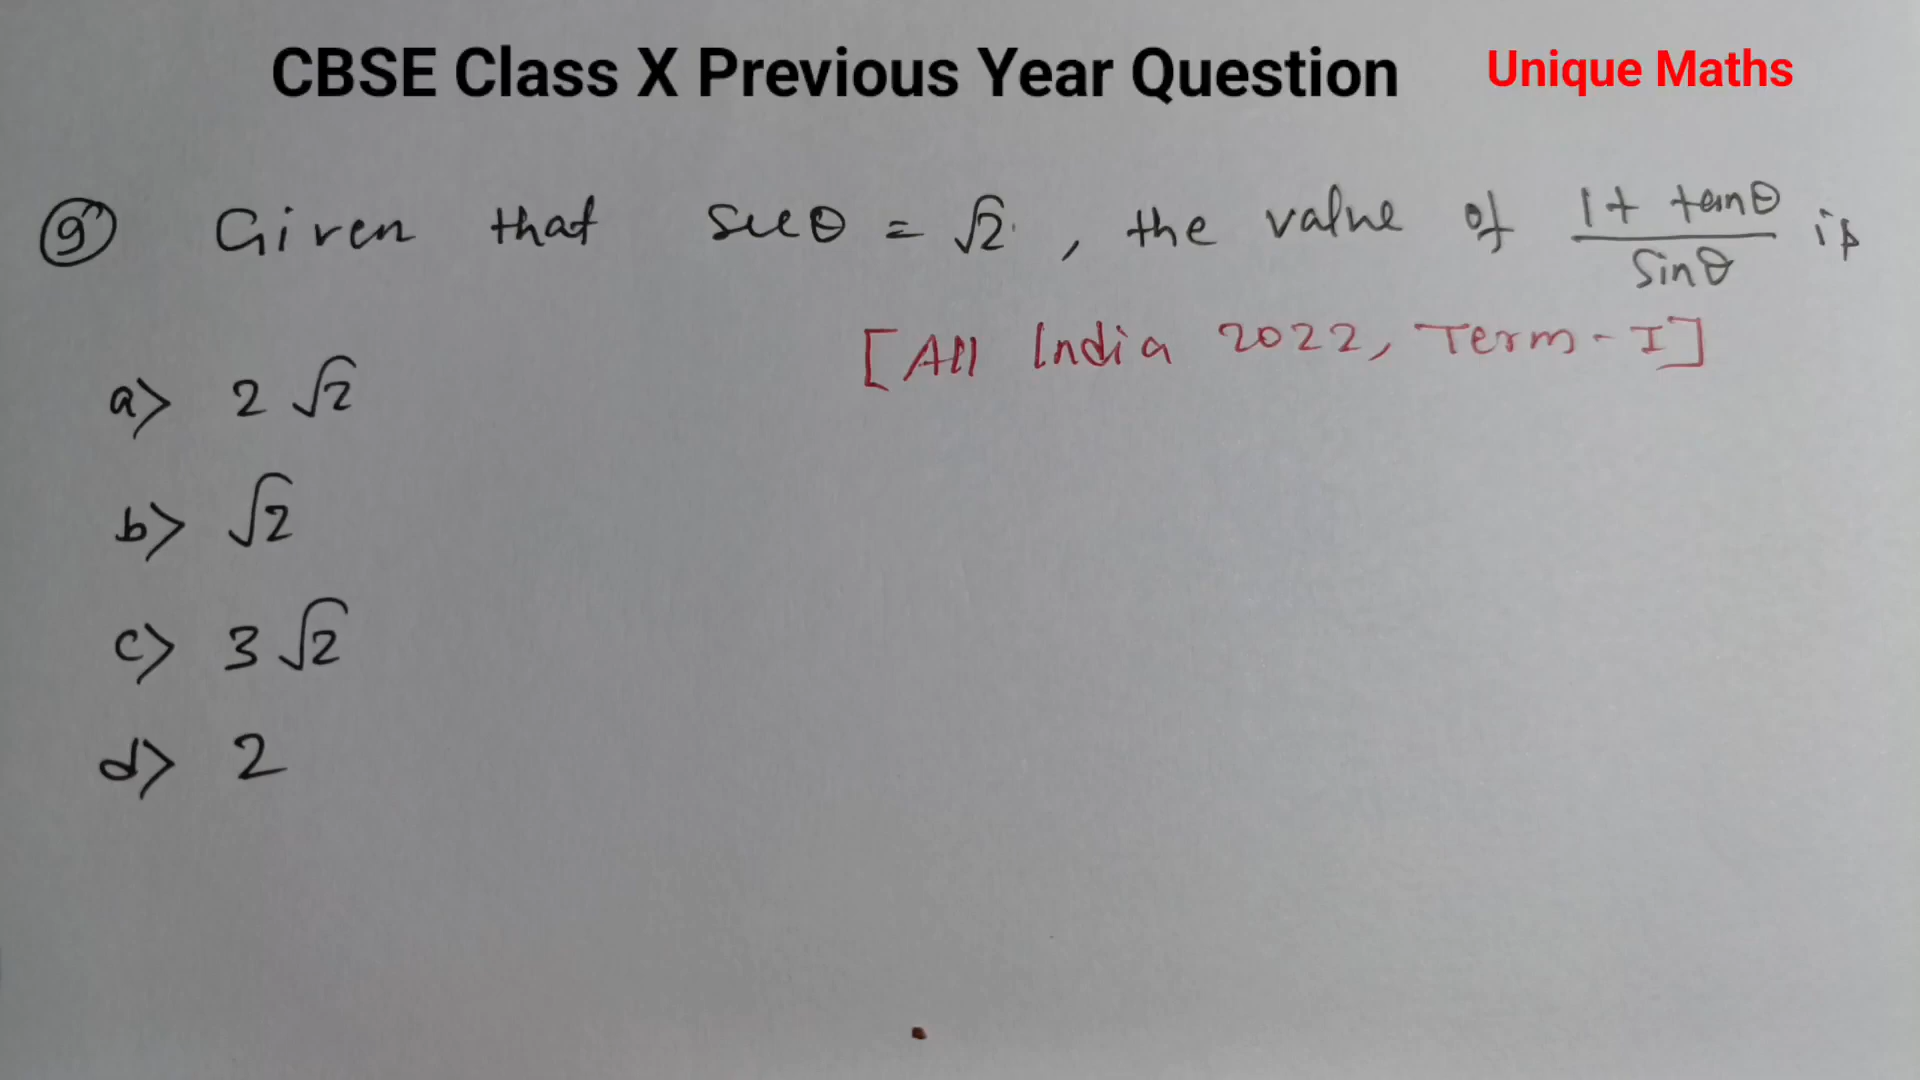 CBSE Class X Previous Year Question Unique Maths
9 Given that secθ = √2, the value of (1 + tanθ)/sinθ is
[All India 2022, Term-I]
a> 2√2
b> √2
c> 3√2
d> 2